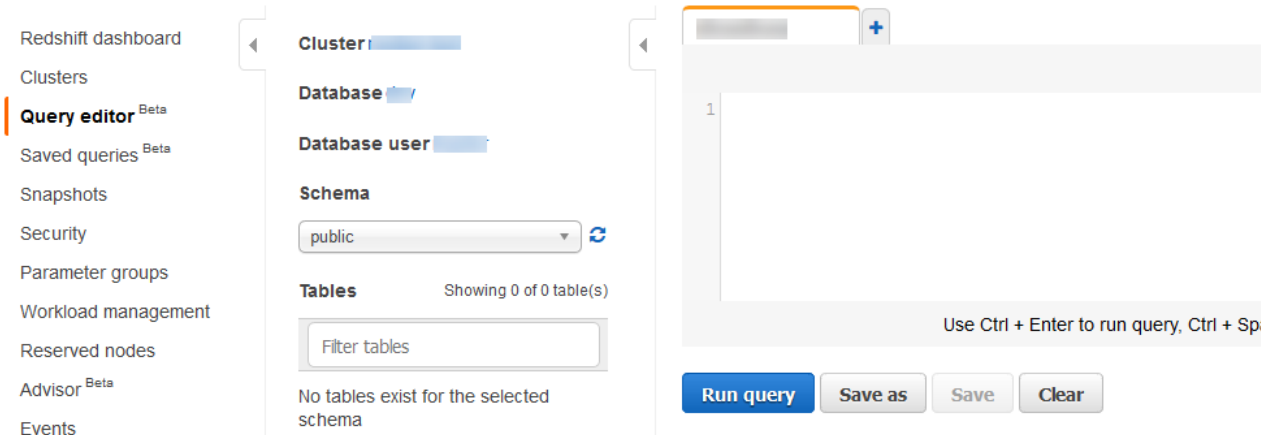 Redshift dashboard
Clusters
Query editor Beta
Saved queries Beta
Snapshots
Security
Parameter groups
Workload management
Reserved nodes
Advisor Beta
Events
Cluster
Database
Database user
Schema
public
Tables Showing 0 of 0 table(s)
Filter tables
No tables exist for the selected
schema
+
1
Use Ctrl + Enter to run query, Ctrl +
Run query Save as Save Clear